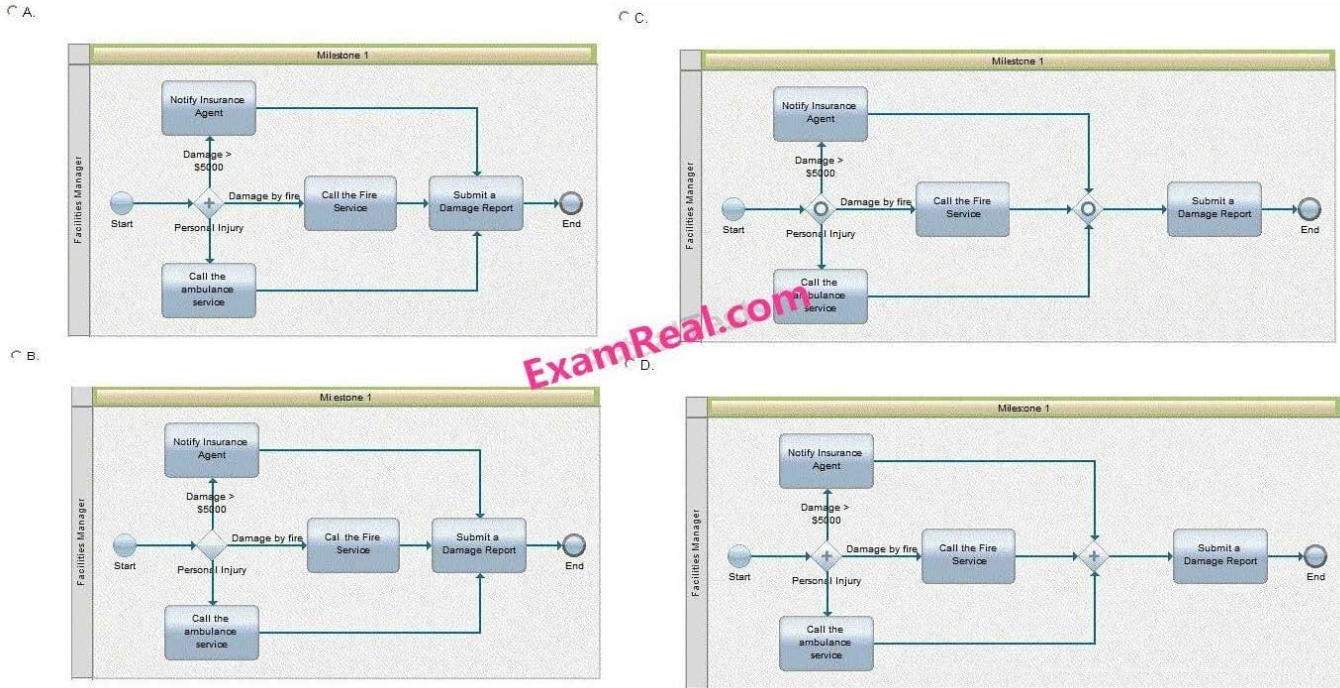 A.
Milestone 1
Facilities Manager
Notify Insurance
Agent
Damage >
$5000
Start
Damage by fire
Call the Fire
Service
Submit a
Damage Report
End
Personal Injury
Call the
ambulance
service
C.
Milestone 1
Facilities Manager
Notify Insurance
Agent
Damage >
$5000
Start
Damage by fire
Call the Fire
Service
Submit a
Damage Report
End
Personal Injury
Call the
ambulance
service
ExamReal.com
B.
Milestone 1
Facilities Manager
Notify Insurance
Agent
Damage >
$5000
Start
Damage by fire
Call the Fire
Service
Submit a
Damage Report
End
Personal Injury
Call the
ambulance
service
D.
Milestone 1
Facilities Manager
Notify Insurance
Agent
Damage >
$5000
Start
Damage by fire
Call the Fire
Service
Submit a
Damage Report
End
Personal Injury
Call the
ambulance
service